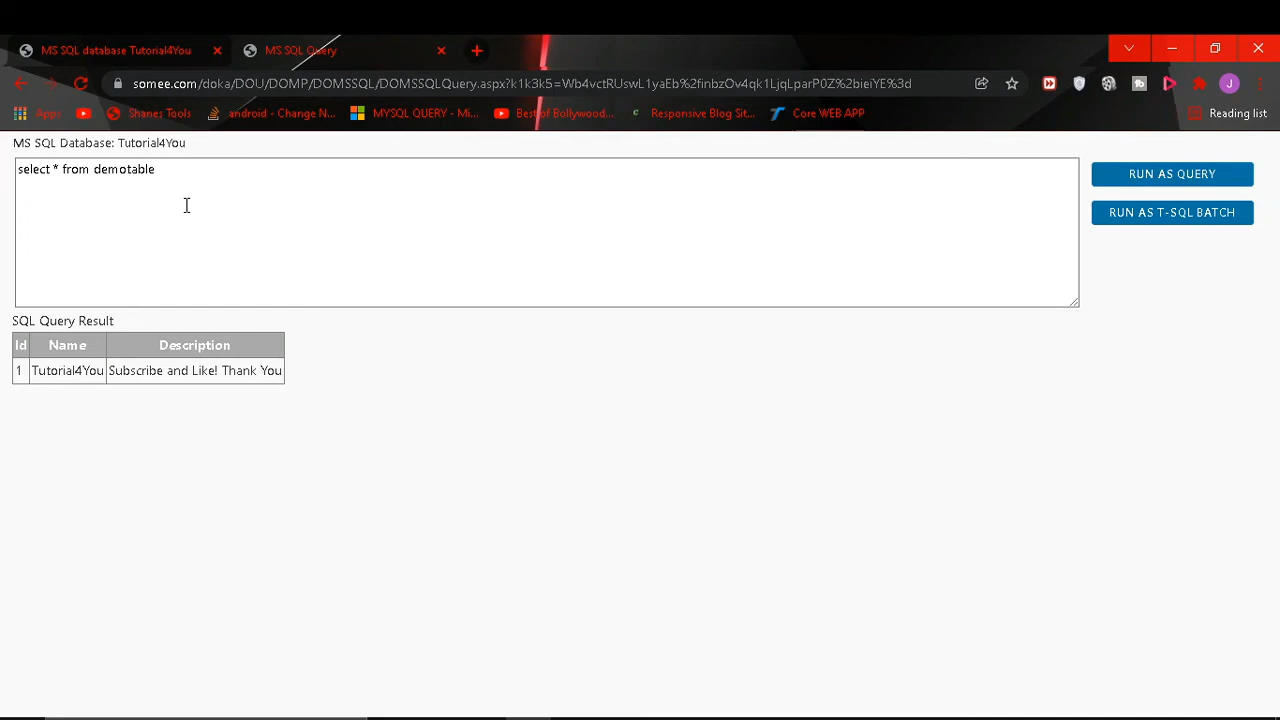 MS SQL database Tutorial4You
MS SQL Query
somee.com/doka/DOU/DOMP/DOMSSQL/DOMSSQLQuery.aspx?k1k3k5=Wb4vctRUswL1yaEb%2finbzOv4qk1LjqLparP0Z%2bieiYE%3d
J
Apps
Shanes Tools
android - Change N...
MYSQL QUERY - Mi...
Best of Bollywood...
Responsive Blog Sit...
Core WEB APP
Reading list
MS SQL Database: Tutorial4You
select * from demotable
RUN AS QUERY
RUN AS T-SQL BATCH
SQL Query Result
Id Name Description
1 Tutorial4You Subscribe and Like! Thank You